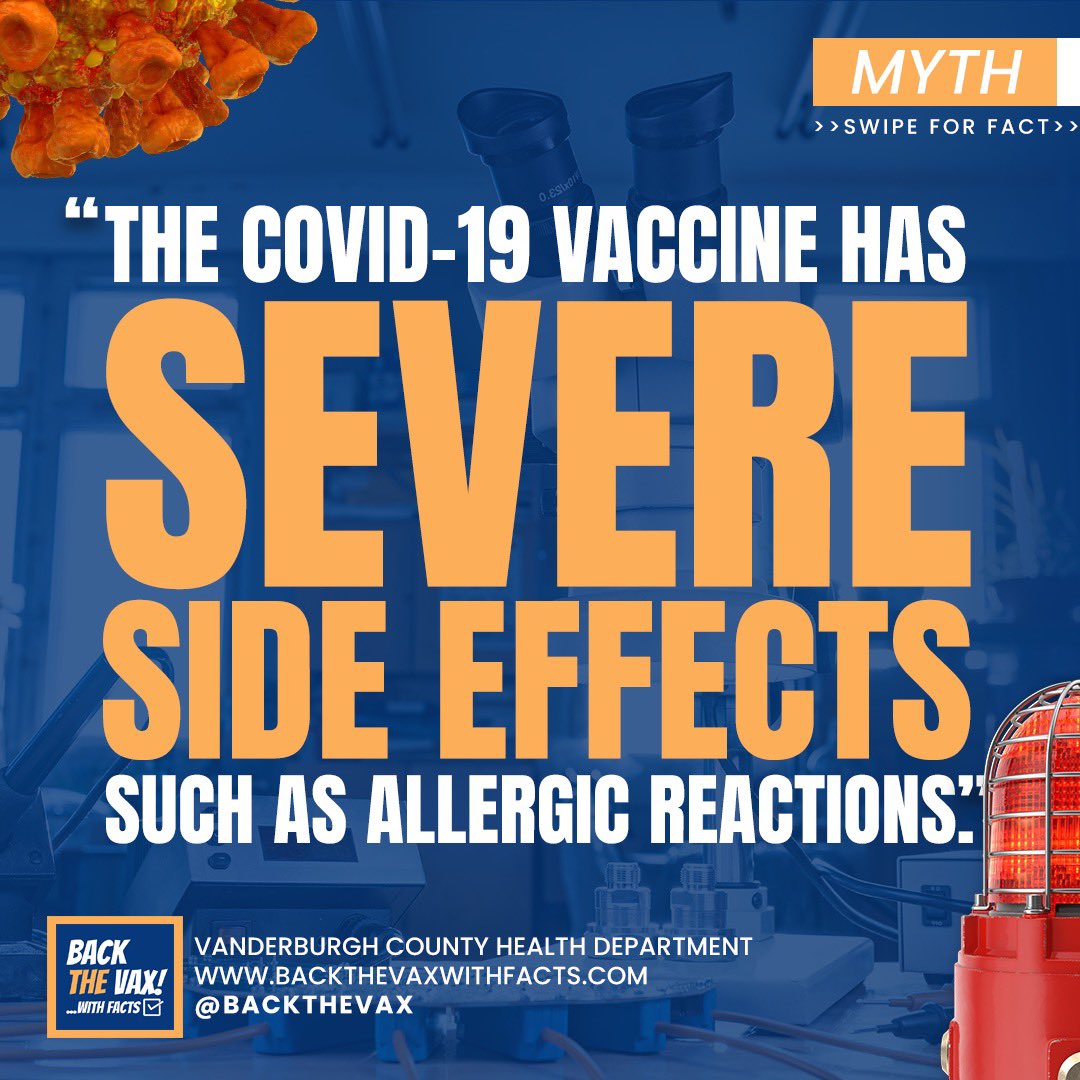 MYTH
>>SWIPE FOR FACT>>
“THE COVID-19 VACCINE HAS
SEVERE
SIDE EFFECTS
SUCH AS ALLERGIC REACTIONS.”
BACK
THE VAX!
...WITH FACTS
VANDERBURGH COUNTY HEALTH DEPARTMENT
WWW.BACKTHEVAXWITHFACTS.COM
@BACKTHEVAX